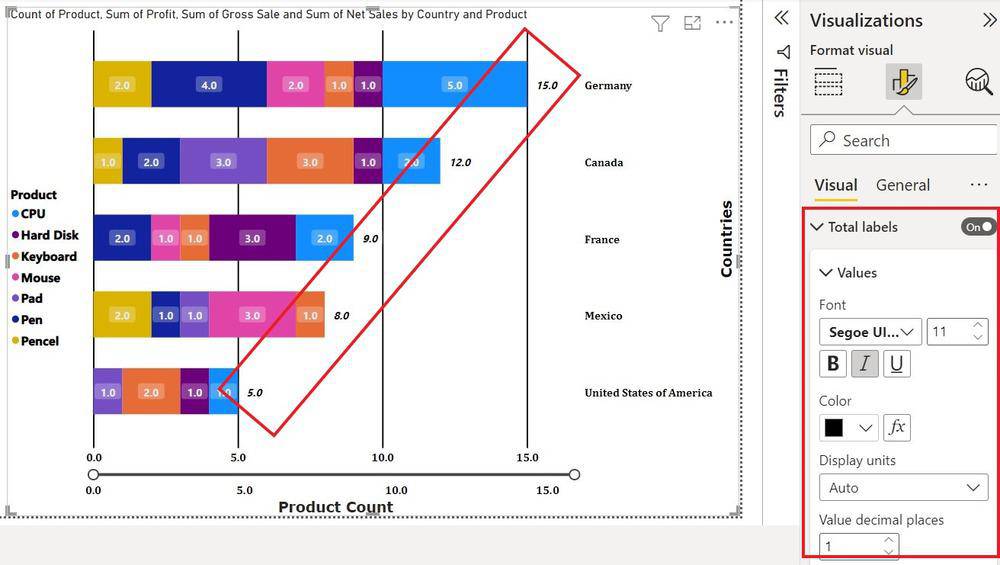 Count of Product, Sum of Profit, Sum of Gross Sale and Sum of Net Sales by Country and Product
2.0 4.0 2.0 1.0 1.0 5.0 15.0 Germany
1.0 2.0 3.0 3.0 1.0 2.0 12.0 Canada
Product
CPU
Hard Disk
Keyboard
Mouse
Pad
Pen
Pencel
2.0 1.0 1.0 3.0 2.0 9.0 France
2.0 1.0 1.0 3.0 1.0 8.0 Mexico
1.0 2.0 1.0 1.0 5.0 United States of America
0.0 5.0 10.0 15.0
0.0 5.0 10.0 15.0
Product Count
Countries
Filters
Visualizations
Format visual
Search
Visual General
Total labels On
Values
Font
Segoe UI... 11
B I U
Color
fx
Display units
Auto
Value decimal places
1